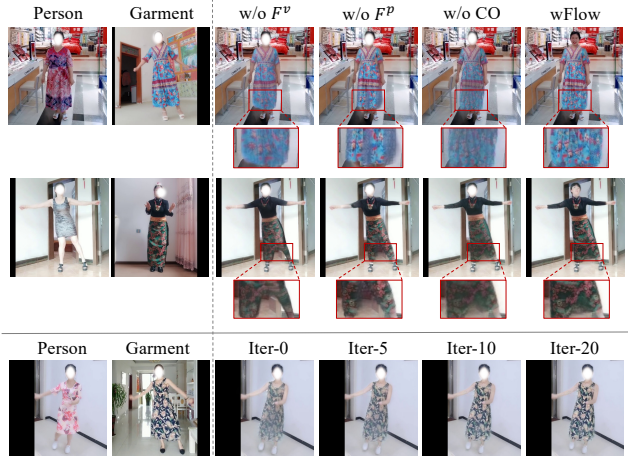 Person Garment w/o F^v w/o F^p w/o CO wFlow
Person Garment Iter-0 Iter-5 Iter-10 Iter-20